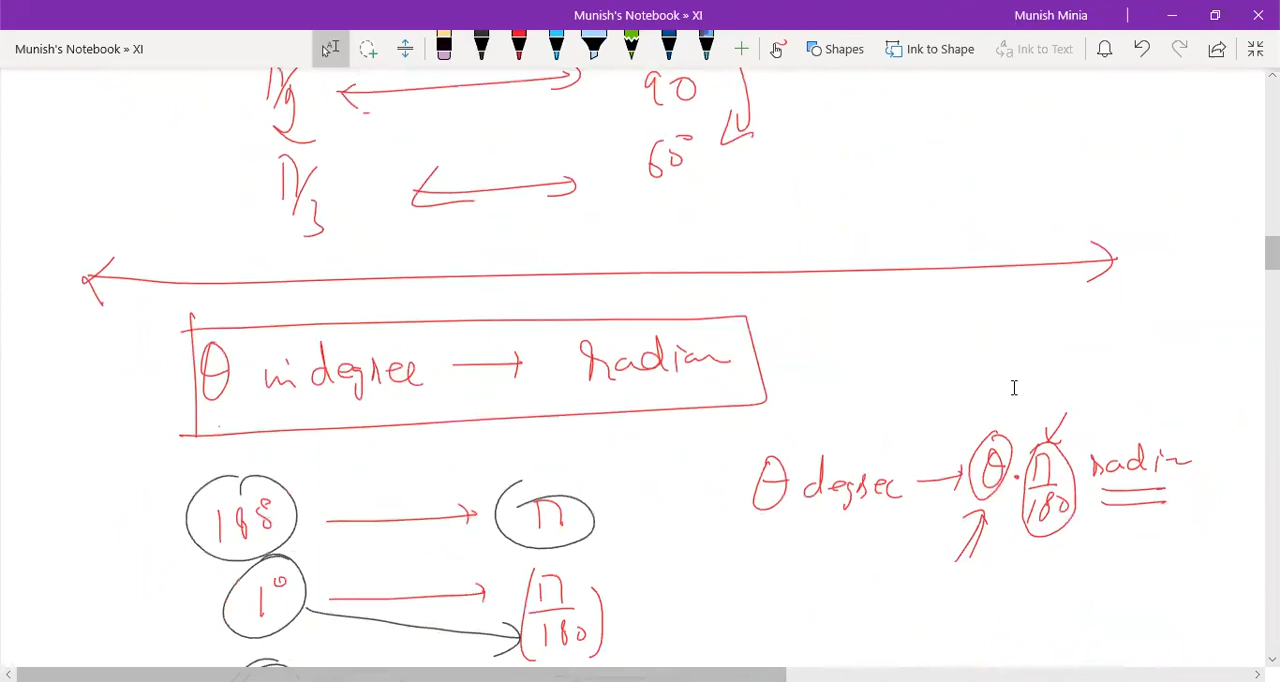 Munish's Notebook » XI
Munish Minia
Munish's Notebook » XI
Shapes
Ink to Shape
Ink to Text
90
π/3 60°
θ in degree → radian
θ degree → θ · π/180 radian
180 → π
1° → (π/180)